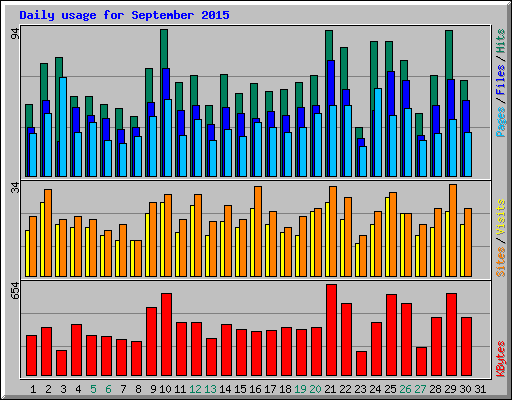 Daily usage for September 2015
94
Pages / Files / Hits
34
Sites / Visits
654
KBytes
1 2 3 4 5 6 7 8 9 10 11 12 13 14 15 16 17 18 19 20 21 22 23 24 25 26 27 28 29 30 31